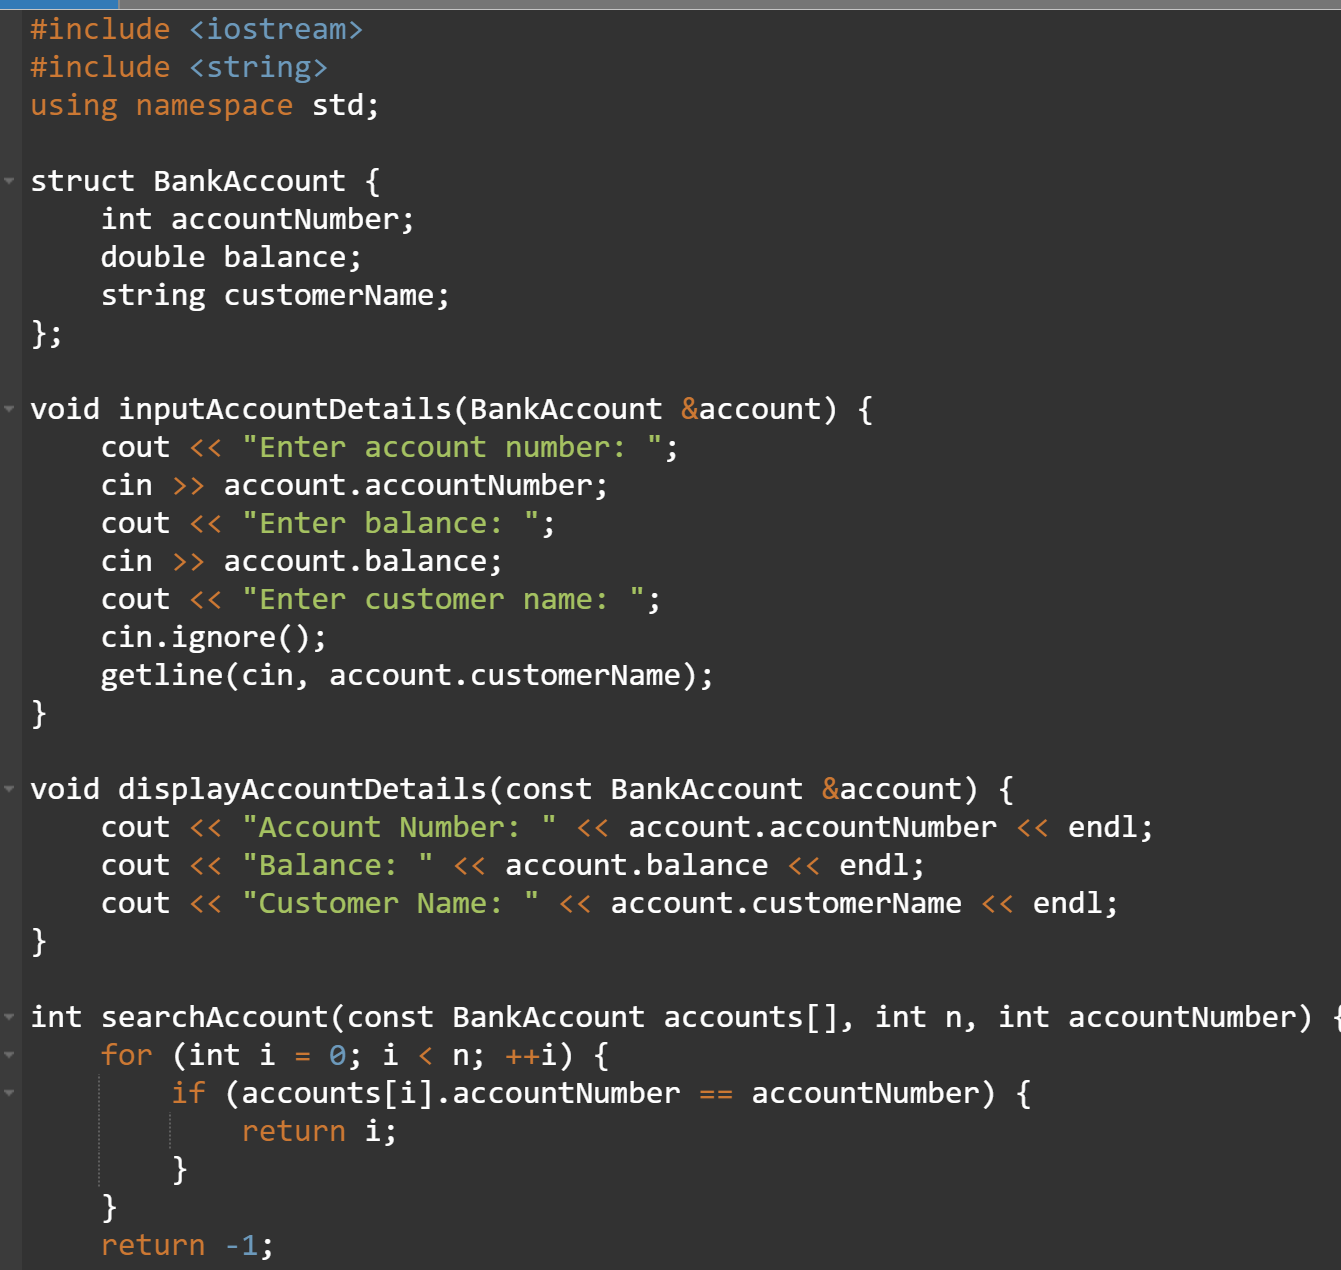 #include <iostream>
#include <string>
using namespace std;
struct BankAccount {
    int accountNumber;
    double balance;
    string customerName;
};
void inputAccountDetails(BankAccount &account) {
    cout << "Enter account number: ";
    cin >> account.accountNumber;
    cout << "Enter balance: ";
    cin >> account.balance;
    cout << "Enter customer name: ";
    cin.ignore();
    getline(cin, account.customerName);
}
void displayAccountDetails(const BankAccount &account) {
    cout << "Account Number: " << account.accountNumber << endl;
    cout << "Balance: " << account.balance << endl;
    cout << "Customer Name: " << account.customerName << endl;
}
int searchAccount(const BankAccount accounts[], int n, int accountNumber) {
    for (int i = 0; i < n; ++i) {
        if (accounts[i].accountNumber == accountNumber) {
            return i;
        }
    }
    return -1;